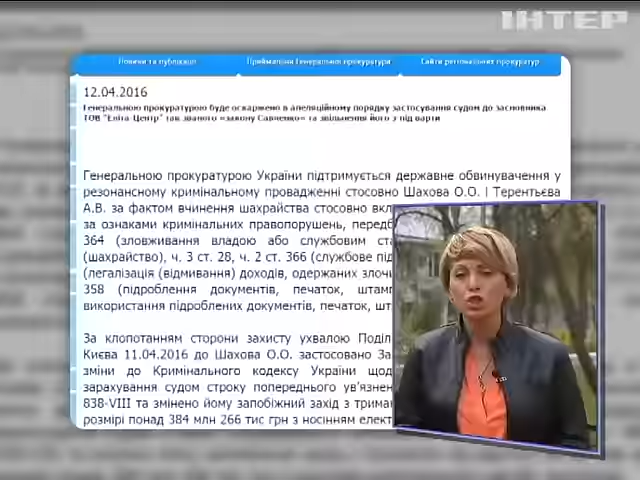 ІНТЕР
Новини та публікації
Приймальня Генеральної прокуратури
Сайти регіональних прокуратур
12.04.2016
Генеральною прокуратурою буде оскаржено в апеляційному порядку застосування судом до засновника
ТОВ "Еліта-Центр" так званого «закону Савченко» та звільнення його з під варти
Генеральною прокуратурою України підтримується державне обвинувачення у
резонансному кримінальному провадженні стосовно Шахова О.О. і Терентьєва
А.В. за фактом вчинення шахрайства стосовно вкл
за ознаками кримінальних правопорушень, передб
364 (зловживання владою або службовим ста
(шахрайство), ч. 3 ст. 28, ч. 2 ст. 366 (службове під
(легалізація (відмивання) доходів, одержаних злочи
358 (підроблення документів, печаток, штамп
використання підроблених документів, печаток, шт
За клопотанням сторони захисту ухвалою Поділ
Києва 11.04.2016 до Шахова О.О. застосовано За
зміни до Кримінального кодексу України щод
зарахування судом строку попереднього ув'язнен
838-VIII та змінено йому запобіжний захід з триман
розмірі понад 384 млн 266 тис грн з носінням елект